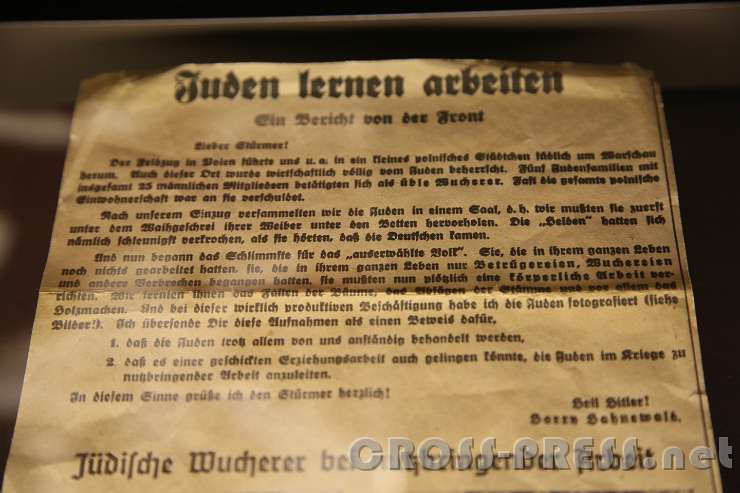 Juden lernen arbeiten
Ein Bericht von der Front
Lieber Stürmer!
Der Feldzug in Polen führte uns u. a. in ein kleines polnisches Städtchen südlich um Warschau
herum. Auch dieser Ort wurde wirtschaftlich völlig vom Juden beherrscht. Fünf Judenfamilien mit
insgesamt 25 männlichen Mitgliedern betätigten sich als üble Wucherer. Fast die gesamte polnische
Einwohnerschaft war an sie verschuldet.
Nach unserem Einzug versammelten wir die Juden in einem Saal, d. h. wir mußten sie zuerst
unter dem Waihgeschrei ihrer Weiber unter den Betten hervorholen. Die „Helden" hatten sich
nämlich schleunigst verkrochen, als sie hörten, daß die Deutschen kamen.
Und nun begann das Schlimmste für das „auserwählte Volk". Sie, die in ihrem ganzen Leben
noch nichts gearbeitet hatten, sie, die in ihrem ganzen Leben nur Betrügereien, Wuchereien
und andere Verbrechen begangen hatten, sie mußten nun plötzlich eine körperliche Arbeit ver-
richten. Wir lernten ihnen das Fällen der Bäume, das Absägen der Stämme und vor allem das
Holzmachen. Und bei dieser wirklich produktiven Beschäftigung habe ich die Juden fotografiert (siehe
Bilder!). Ich übersende Dir diese Aufnahmen als einen Beweis dafür,
1. daß die Juden trotz allem von uns anständig behandelt werden,
2. daß es einer geschickten Erziehungsarbeit auch gelingen könnte, die Juden im Kriege zu
nutzbringender Arbeit anzuleiten.
In diesem Sinne grüße ich den Stürmer herzlich!
Heil Hitler!
Harry Hahnewald.
Jüdische Wucherer bei nutzbringender Arbeit
CROSS-PRESS.net